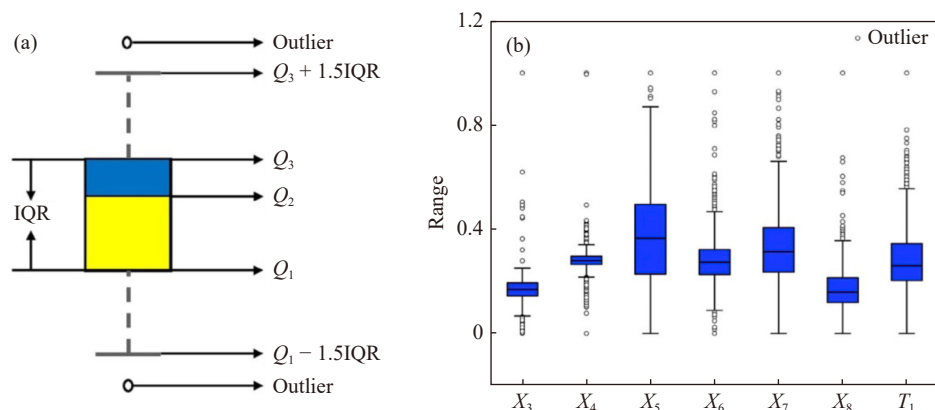 (a)
Outlier
Q₃ + 1.5IQR
Q₃
Q₂
IQR
Q₁
Q₁ − 1.5IQR
Outlier
(b)
Outlier
1.2
0.8
0.4
0
Range
X₃ X₄ X₅ X₆ X₇ X₈ T₁